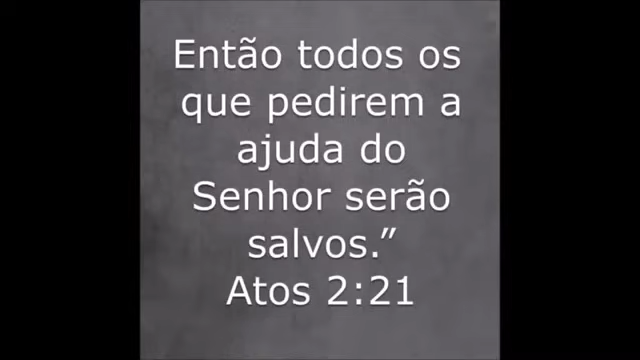 Então todos os
que pedirem a
ajuda do
Senhor serão
salvos.”
Atos 2:21